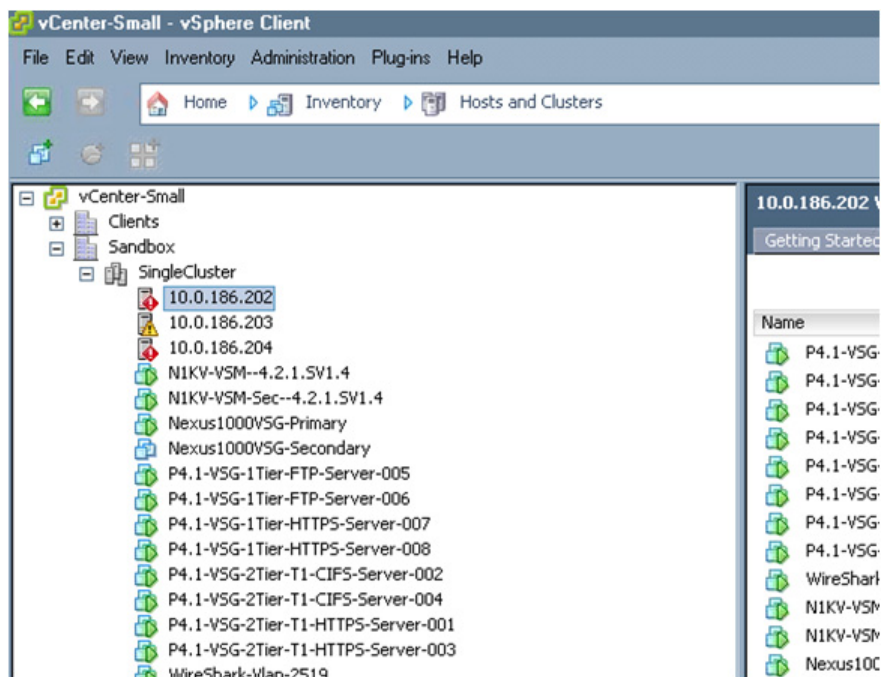 vCenter-Small - vSphere Client
File Edit View Inventory Administration Plug-ins Help
Home Inventory Hosts and Clusters
vCenter-Small
Clients
Sandbox
SingleCluster
10.0.186.202
10.0.186.203
10.0.186.204
N1KV-VSM--4.2.1.SV1.4
N1KV-VSM-Sec--4.2.1.SV1.4
Nexus1000VSG-Primary
Nexus1000VSG-Secondary
P4.1-VSG-1Tier-FTP-Server-005
P4.1-VSG-1Tier-FTP-Server-006
P4.1-VSG-1Tier-HTTPS-Server-007
P4.1-VSG-1Tier-HTTPS-Server-008
P4.1-VSG-2Tier-T1-CIFS-Server-002
P4.1-VSG-2Tier-T1-CIFS-Server-004
P4.1-VSG-2Tier-T1-HTTPS-Server-001
P4.1-VSG-2Tier-T1-HTTPS-Server-003
WireShark-Vlan-2519
10.0.186.202
Getting Started
Name
P4.1-VSG-
P4.1-VSG-
P4.1-VSG-
P4.1-VSG-
P4.1-VSG-
P4.1-VSG-
P4.1-VSG-
P4.1-VSG-
WireShark
N1KV-VSM
N1KV-VSM
Nexus100